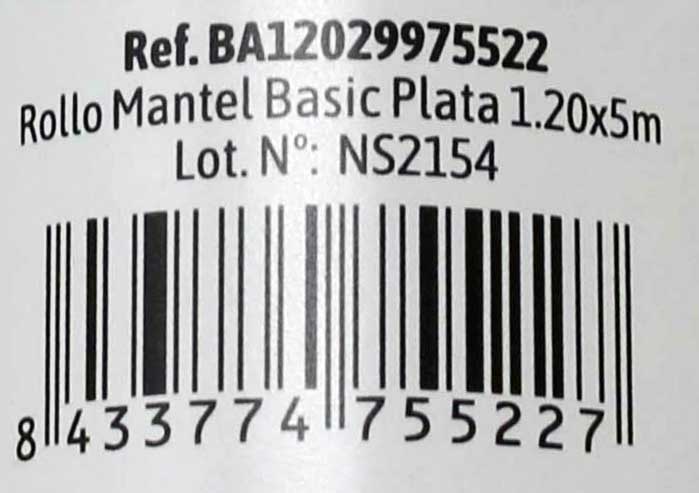 Ref. BA12029975522
Rollo Mantel Basic Plata 1.20x5m
Lot. Nº: NS2154
8 433774 755227